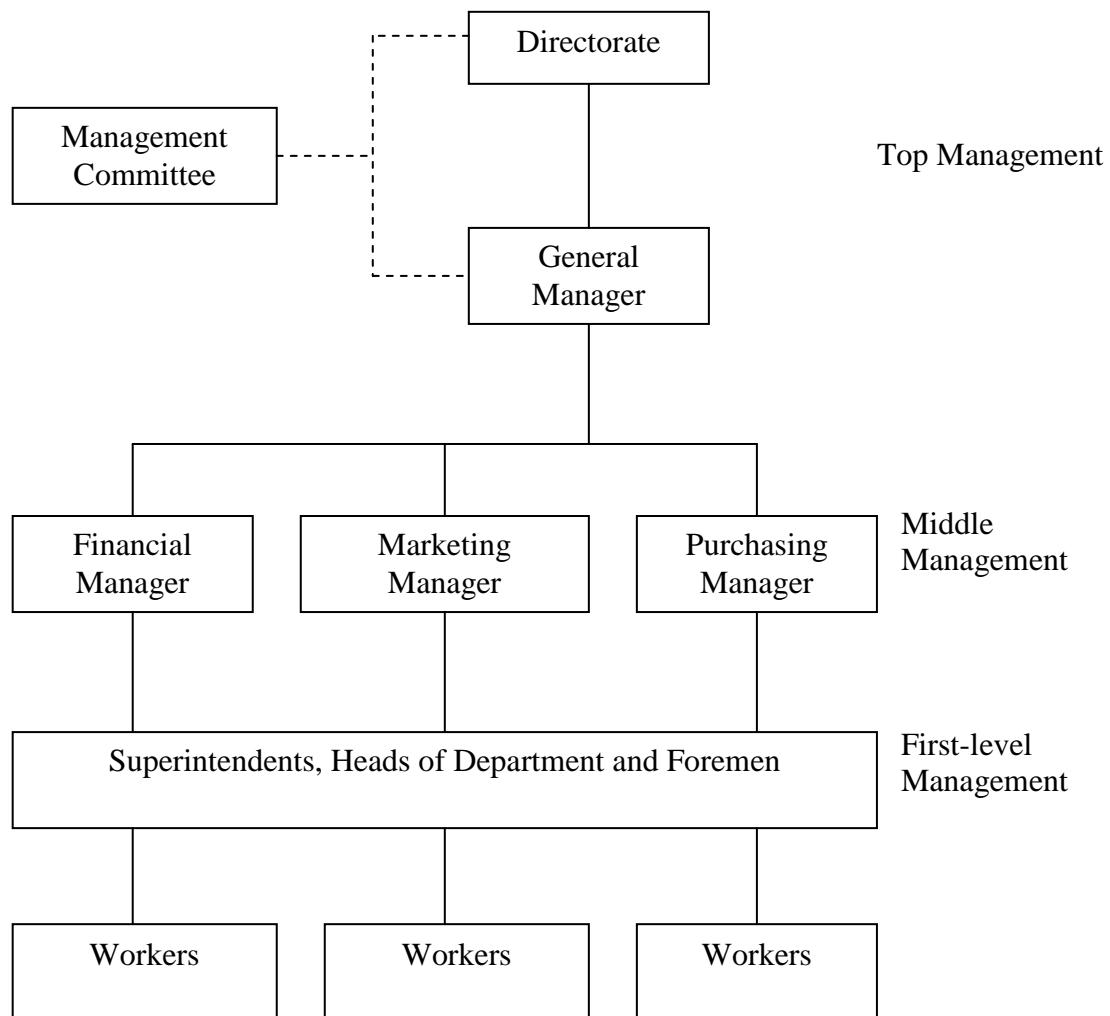 Directorate
Management
Committee
Top Management
General
Manager
Financial
Manager
Marketing
Manager
Purchasing
Manager
Middle
Management
Superintendents, Heads of Department and Foremen
First-level
Management
Workers
Workers
Workers